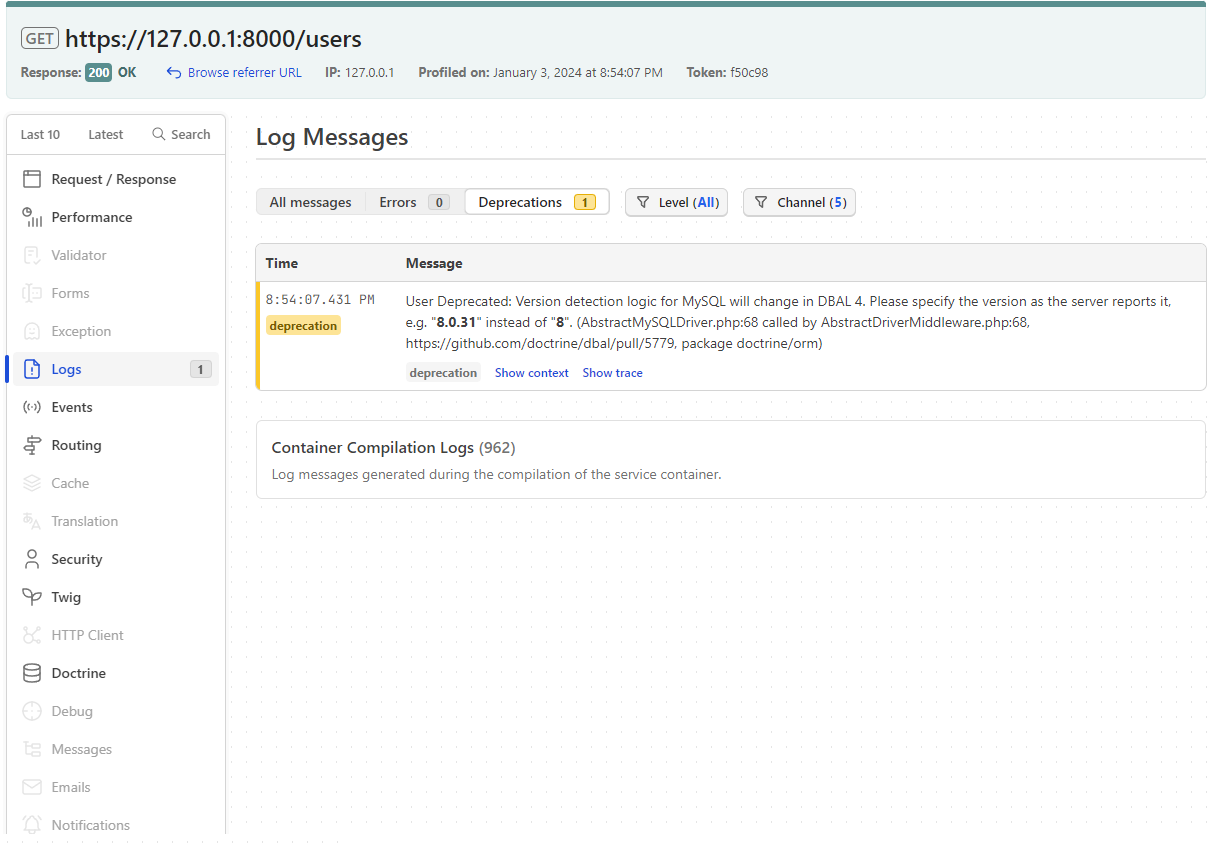 GET https://127.0.0.1:8000/users
Response: 200 OK Browse referrer URL IP: 127.0.0.1 Profiled on: January 3, 2024 at 8:54:07 PM Token: f50c98
Last 10 Latest Search
Request / Response
Performance
Validator
Forms
Exception
Logs 1
Events
Routing
Cache
Translation
Security
Twig
HTTP Client
Doctrine
Debug
Messages
Emails
Notifications
Log Messages
All messages Errors 0 Deprecations 1 Level (All) Channel (5)
Time Message
8:54:07.431 PM
deprecation
User Deprecated: Version detection logic for MySQL will change in DBAL 4. Please specify the version as the server reports it,
e.g. "8.0.31" instead of "8". (AbstractMySQLDriver.php:68 called by AbstractDriverMiddleware.php:68,
https://github.com/doctrine/dbal/pull/5779, package doctrine/orm)
deprecation Show context Show trace
Container Compilation Logs (962)
Log messages generated during the compilation of the service container.